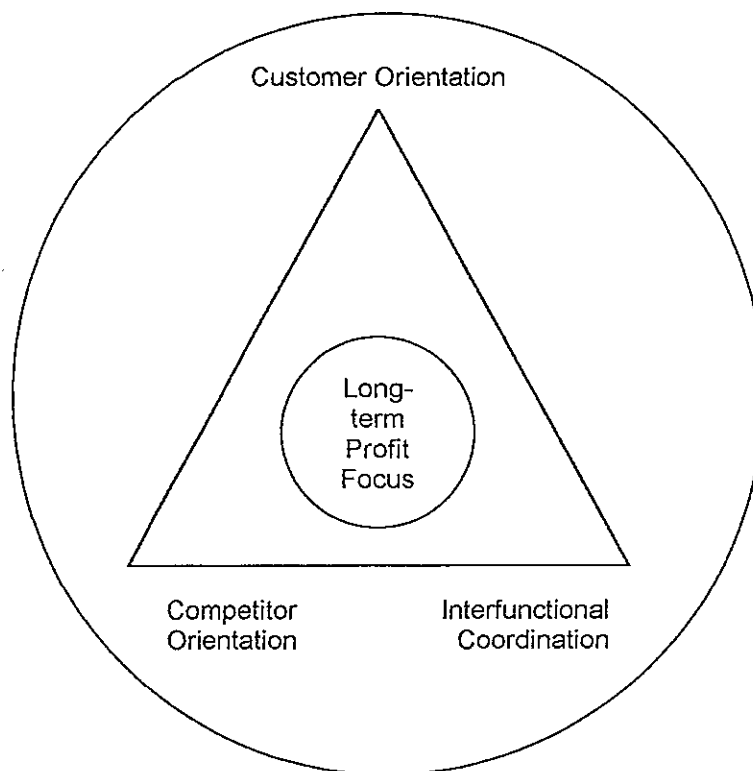 Customer Orientation
Long-
term
Profit
Focus
Competitor
Orientation
Interfunctional
Coordination